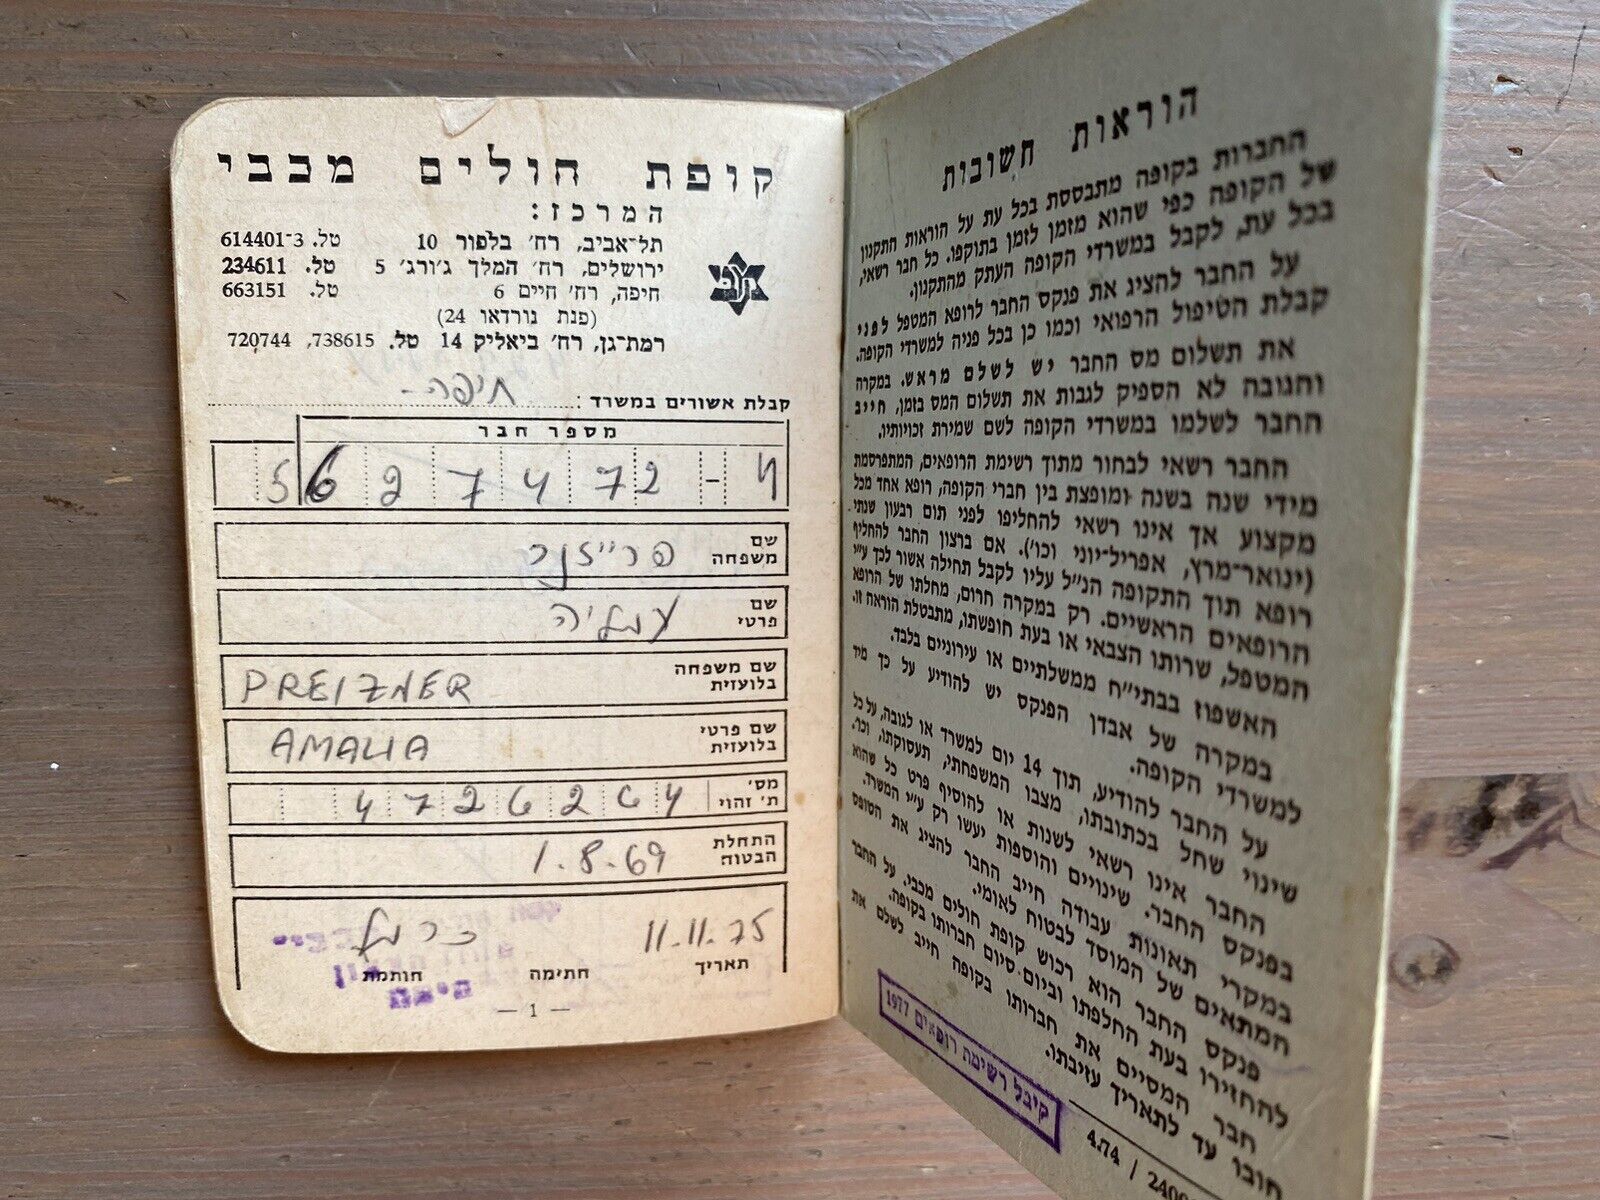 קופת חולים מכבי
המרכז:
תל־אביב, רח' בלפור 10 טל. 3־614401
ירושלים, רח' המלך ג'ורג' 5 טל. 234611
חיפה, רח' חיים 6 טל. 663151
(פנת נורדאו 24)
רמת־גן, רח' ביאליק 14 טל. 738615, 720744
קבלת אשורים במשרד: חיפה-
מספר חבר
5 6 2 7 4 7 2 - 4
שם משפחה פרייזנר
שם פרטי עמליה
שם משפחה בלועזית PREIZNER
שם פרטי בלועזית AMALIA
מס' ת' זהוי 4 7 2 6 2 6 4
התחלת הבטוח 1.8.69
11.11.75 כרמל
תאריך חתימה חותמת
— 1 —
הוראות חשובות
החברות בקופה מתבססת בכל עת על הוראות התקנון
של הקופה כפי שהוא מזמן לזמן בתוקפו. כל חבר רשאי,
בכל עת, לקבל במשרדי הקופה העתק מהתקנון.
על החבר להציג את פנקס החבר לרופא המטפל לפני
קבלת הטיפול הרפואי וכמו כן בכל פניה למשרדי הקופה.
את תשלום מס החבר יש לשלם מראש. במקרה
והגובה לא הספיק לגבות את תשלום המס בזמן, חייב
החבר לשלמו במשרדי הקופה לשם שמירת זכויותיו.
החבר רשאי לבחור מתוך רשימת הרופאים, המתפרסמת
מידי שנה בשנה ומופצת בין חברי הקופה, רופא אחד מכל
מקצוע אך אינו רשאי להחליפו לפני תום רבעון שנתי
(ינואר־מרץ, אפריל־יוני וכו'). אם ברצון החבר להחליף
רופא תוך התקופה הנ"ל עליו לקבל תחילה אשור לכך ע"י
הרופאים הראשיים. רק במקרה חרום, מחלתו של הרופא
המטפל, שרותו הצבאי או בעת חופשתו, מתבטלת הוראה זו.
האשפוז בבתי"ח ממשלתיים או עירוניים בלבד.
במקרה של אבדן הפנקס יש להודיע על כך מיד
למשרדי הקופה.
על החבר להודיע, תוך 14 יום למשרד או לגובה, על כל
שינוי שחל בכתובתו, מצבו המשפחתי, תעסוקתו, וכו'.
החבר אינו רשאי לשנות או להוסיף פרט כל שהוא
בפנקס החבר. שינויים והוספות יעשו רק ע"י המשרד.
במקרי תאונות עבודה חייב החבר להציג את הטופס
המתאים של המוסד לבטוח לאומי.
פנקס החבר הוא רכוש קופת חולים מכבי. על החבר
להחזירו בעת החלפתו וביום סיום חברותו בקופה.
חבר המסיים את חברותו בקופה חייב לשלם את
חובו עד לתאריך עזיבתו.
קיבל רשימת רופאים 1977
4.74 /